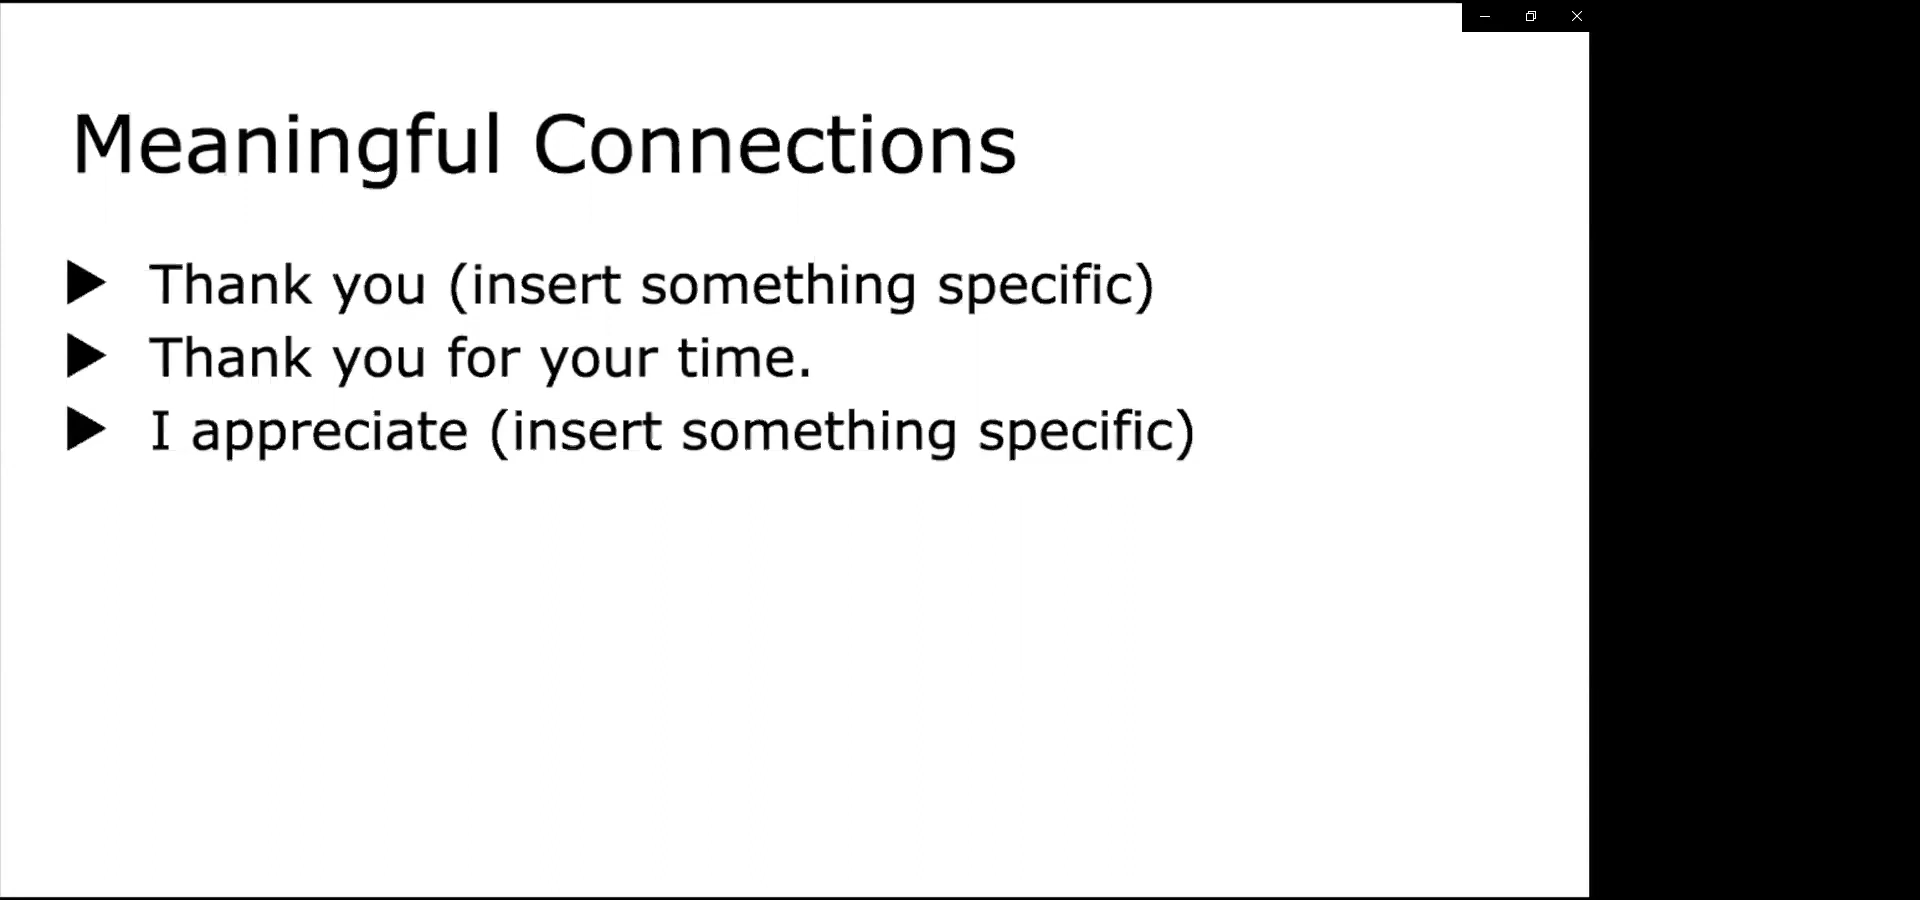 Meaningful Connections
Thank you (insert something specific)
Thank you for your time.
I appreciate (insert something specific)